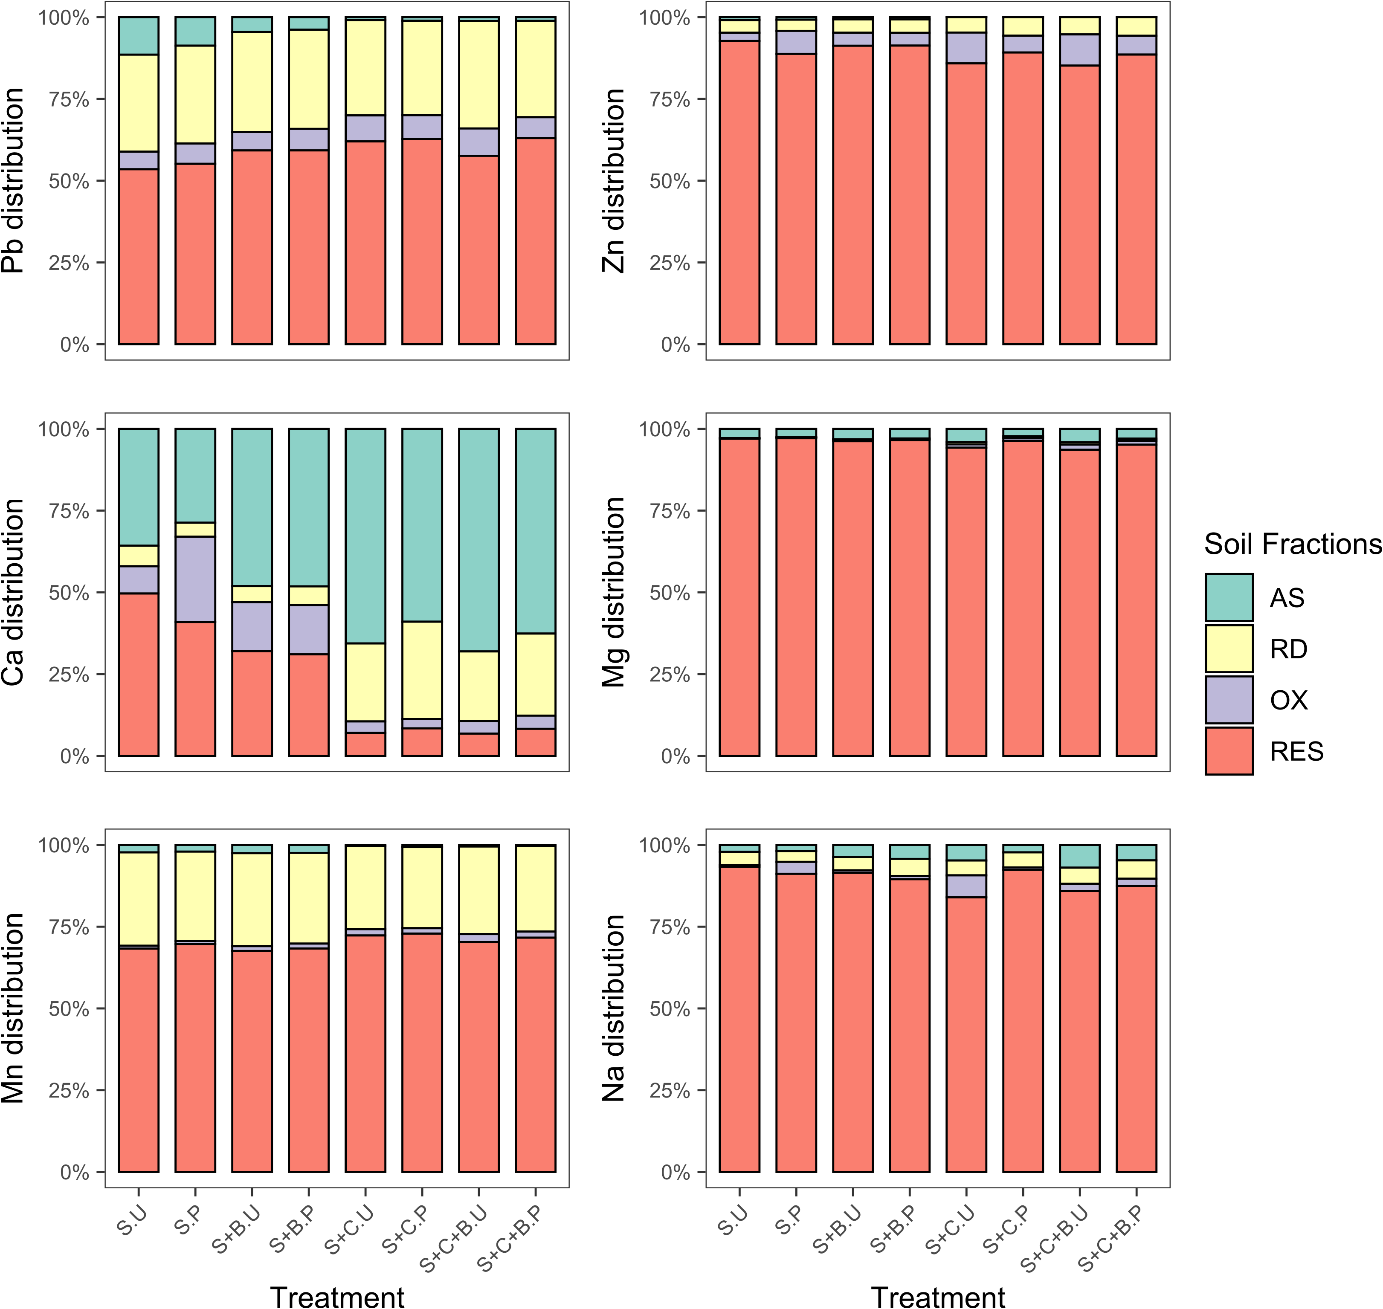 100%
75%
50%
25%
0%
Pb distribution
100%
75%
50%
25%
0%
Zn distribution
100%
75%
50%
25%
0%
Ca distribution
100%
75%
50%
25%
0%
Mg distribution
Soil Fractions
AS
RD
OX
RES
100%
75%
50%
25%
0%
Mn distribution
S.U
S.P
S+B.U
S+B.P
S+C.U
S+C.P
S+C+B.U
S+C+B.P
Treatment
100%
75%
50%
25%
0%
Na distribution
S.U
S.P
S+B.U
S+B.P
S+C.U
S+C.P
S+C+B.U
S+C+B.P
Treatment